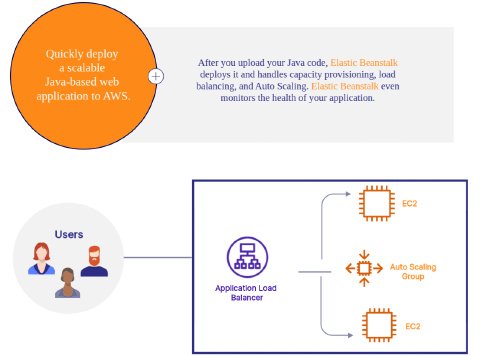 Quickly deploy
a scalable
Java-based web
application to AWS.
After you upload your Java code, Elastic Beanstalk
deploys it and handles capacity provisioning, load
balancing, and Auto Scaling. Elastic Beanstalk even
monitors the health of your application.
Users
Application Load
Balancer
EC2
Auto Scaling
Group
EC2